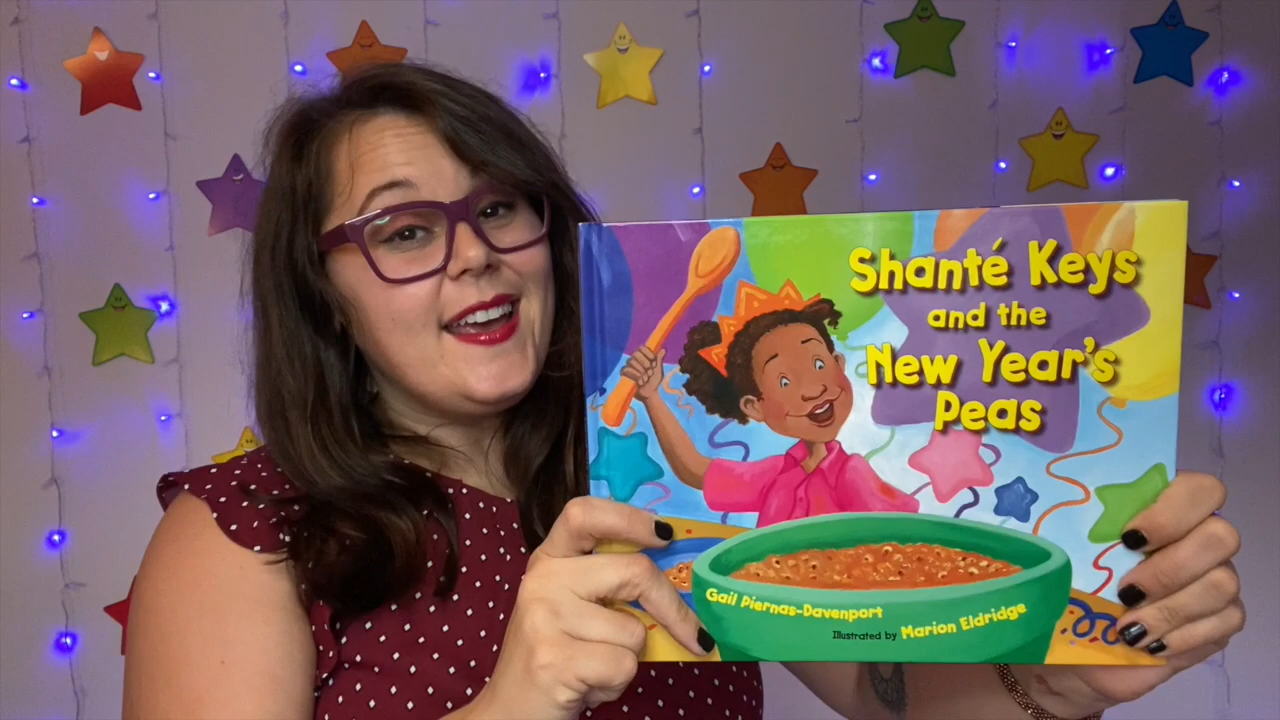 Shanté Keys
and the
New Year's
Peas
Gail Piernas-Davenport
Illustrated by Marion Eldridge